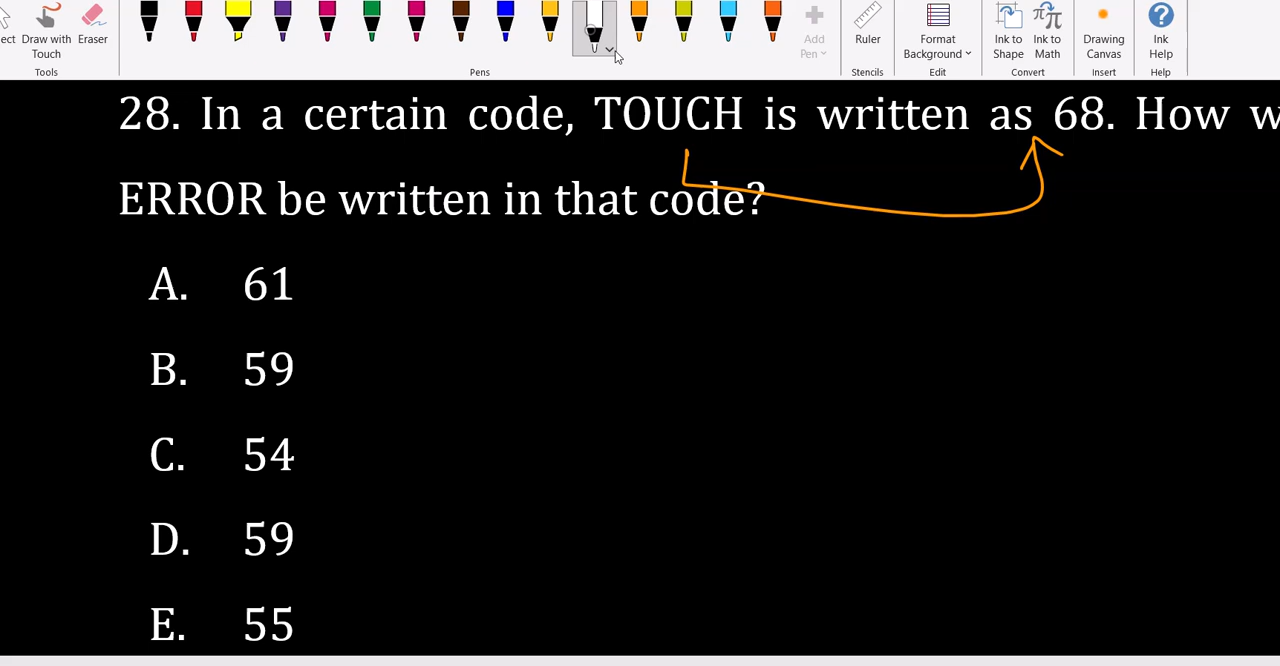 ect Draw with Touch Eraser Add Pen Ruler Format Background Ink to Shape Ink to Math Drawing Canvas Ink Help
Tools Pens Stencils Edit Convert Insert Help
28. In a certain code, TOUCH is written as 68. How w
ERROR be written in that code?
A. 61
B. 59
C. 54
D. 59
E. 55